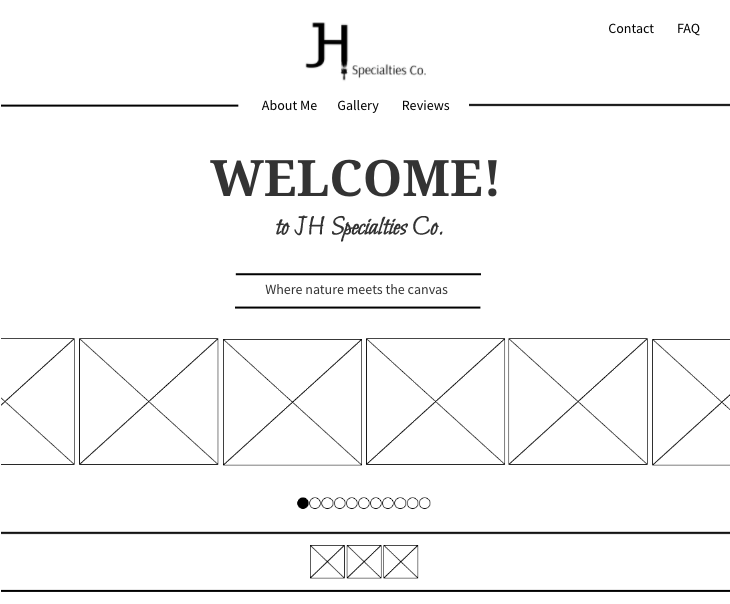 Contact FAQ
JH Specialties Co.
About Me Gallery Reviews
WELCOME!
to JH Specialties Co.
Where nature meets the canvas